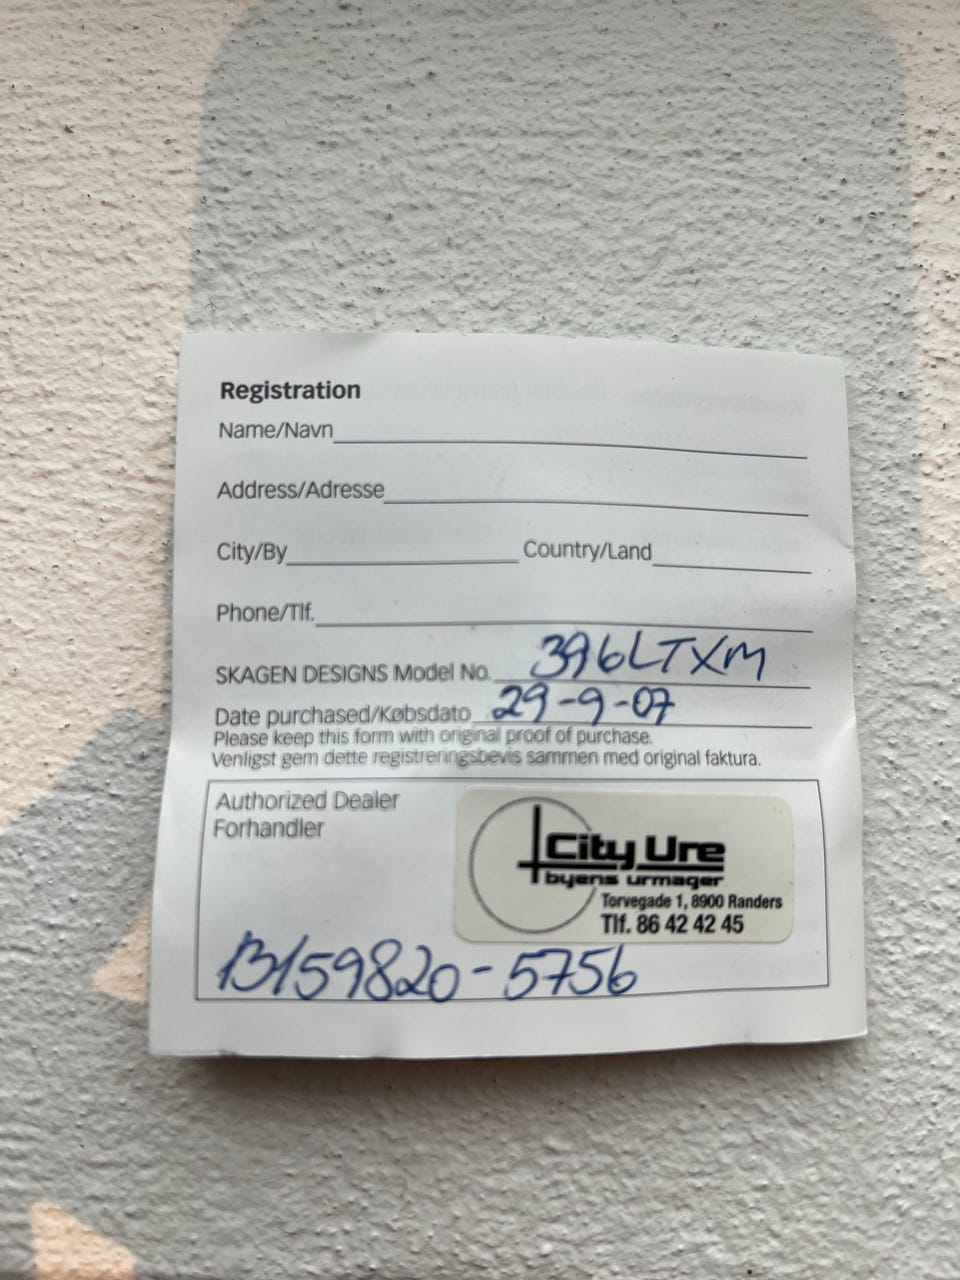 Registration
Name/Navn
Address/Adresse
City/By Country/Land
Phone/Tlf.
SKAGEN DESIGNS Model No. 396LTXM
Date purchased/Købsdato 29-9-07
Please keep this form with original proof of purchase.
Venligst gem dette registreringsbevis sammen med original faktura.
Authorized Dealer
Forhandler
City Ure
byens urmager
Torvegade 1, 8900 Randers
Tlf. 86 42 42 45
B159820-5756